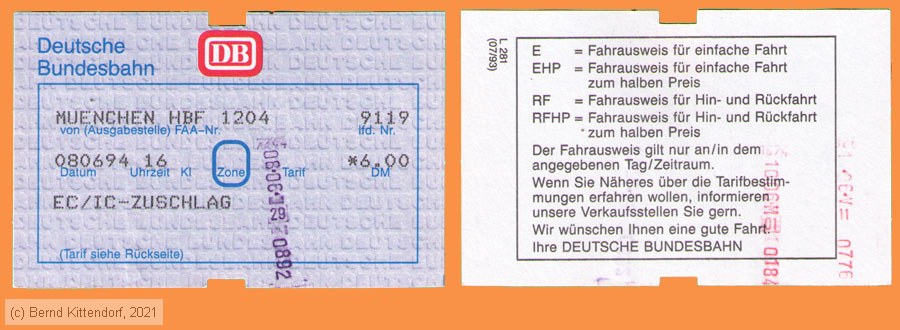 Deutsche
Bundesbahn
DB
MUENCHEN HBF 1204 9119
von (Ausgabestelle) FAA-Nr. lfd. Nr.
080694 16 *6.00
Datum Uhrzeit Kl Zone Tarif DM
EC/IC-ZUSCHLAG
(Tarif siehe Rückseite)
L 281
(07/93)
E = Fahrausweis für einfache Fahrt
EHP = Fahrausweis für einfache Fahrt
zum halben Preis
RF = Fahrausweis für Hin- und Rückfahrt
RFHP = Fahrausweis für Hin- und Rückfahrt
zum halben Preis
Der Fahrausweis gilt nur an/in dem
angegebenen Tag/Zeitraum.
Wenn Sie Näheres über die Tarifbestim-
mungen erfahren wollen, informieren
unsere Verkaufsstellen Sie gern.
Wir wünschen Ihnen eine gute Fahrt.
Ihre DEUTSCHE BUNDESBAHN
0776
(c) Bernd Kittendorf, 2021